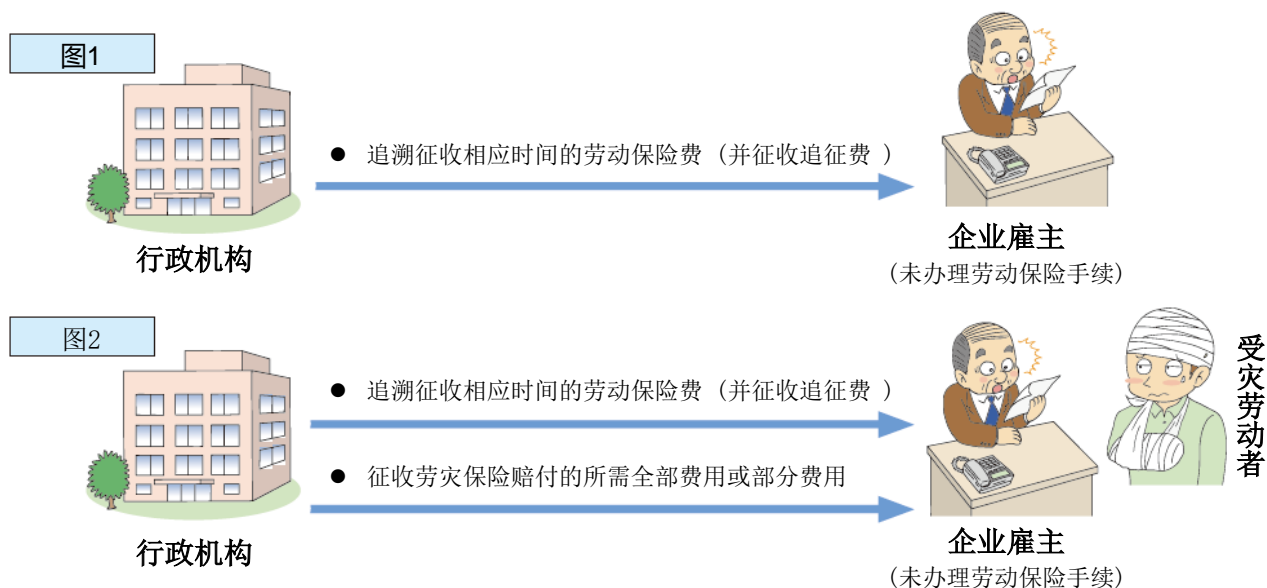 图1
● 追溯征收相应时间的劳动保险费 (并征收追征费 )
行政机构
企业雇主
(未办理劳动保险手续)
图2
● 追溯征收相应时间的劳动保险费 (并征收追征费 )
● 征收劳灾保险赔付的所需全部费用或部分费用
受灾劳动者
行政机构
企业雇主
(未办理劳动保险手续)